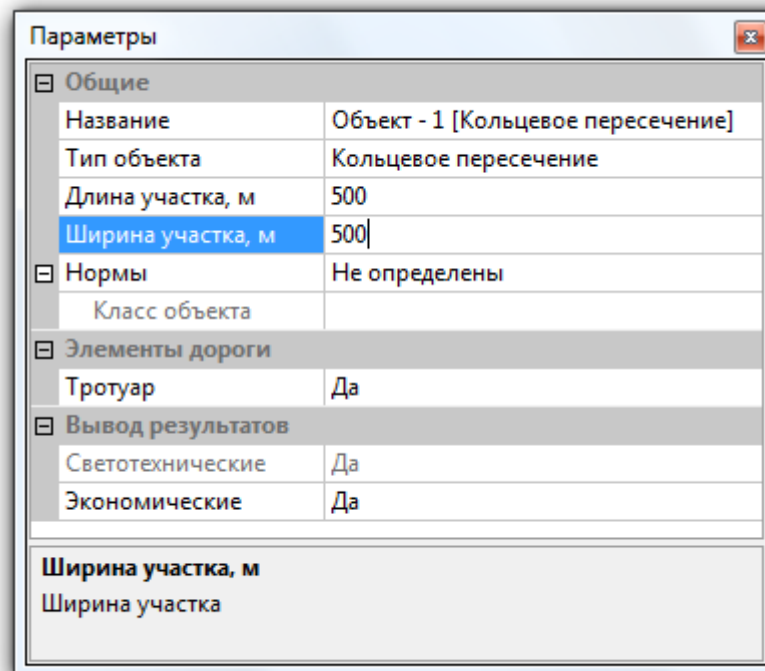 Параметры
Общие
Название Объект - 1 [Кольцевое пересечение]
Тип объекта Кольцевое пересечение
Длина участка, м 500
Ширина участка, м 500
Нормы Не определены
Класс объекта
Элементы дороги
Тротуар Да
Вывод результатов
Светотехнические Да
Экономические Да
Ширина участка, м
Ширина участка